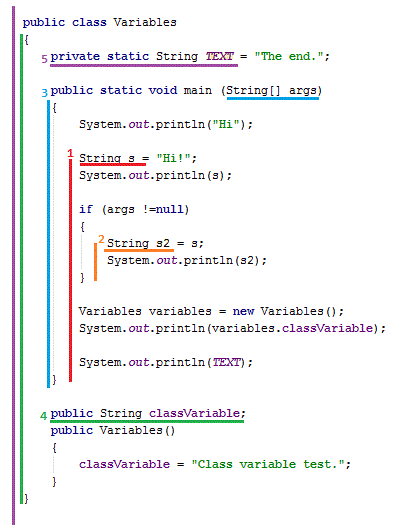 public class Variables
{
5 private static String TEXT = "The end.";
3 public static void main (String[] args)
{
System.out.println("Hi");
1 String s = "Hi!";
System.out.println(s);
if (args !=null)
{
2 String s2 = s;
System.out.println(s2);
}
Variables variables = new Variables();
System.out.println(variables.classVariable);
System.out.println(TEXT);
}
4 public String classVariable;
public Variables()
{
classVariable = "Class variable test.";
}
}